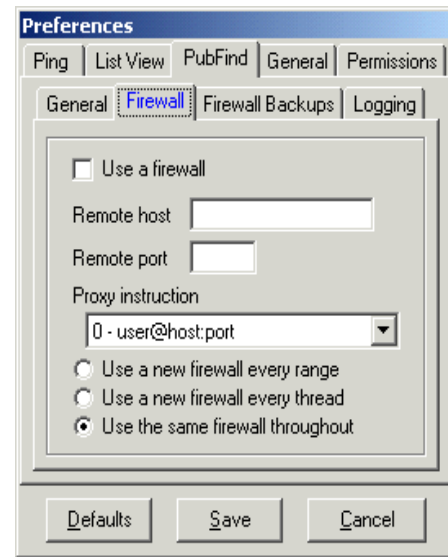 Preferences
Ping List View PubFind General Permissions
General Firewall Firewall Backups Logging
Use a firewall
Remote host
Remote port
Proxy instruction
0 - user@host:port
Use a new firewall every range
Use a new firewall every thread
Use the same firewall throughout
Defaults Save Cancel